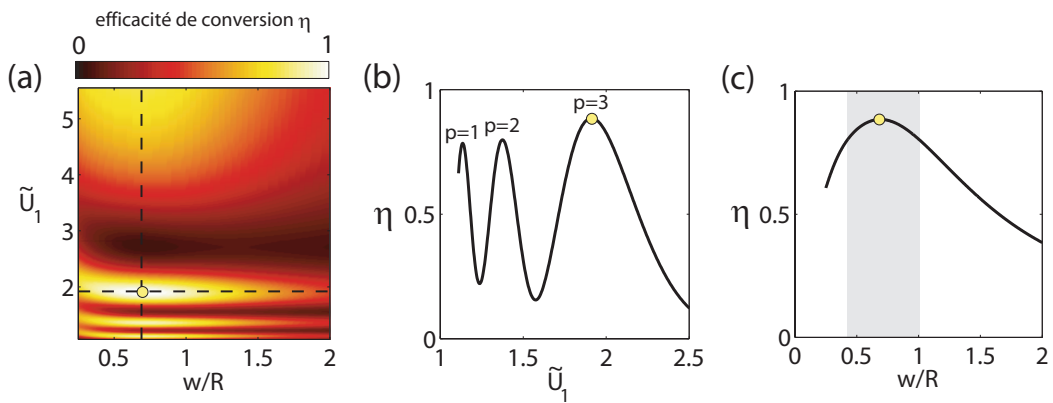 efficacité de conversion η
0 1
(a)
5
4
3
2
Ũ₁
0.5 1 1.5 2
w/R
(b)
1
0.5
0
η
p=1 p=2 p=3
1 1.5 2 2.5
Ũ₁
(c)
1
0.5
0
η
0 0.5 1 1.5 2
w/R